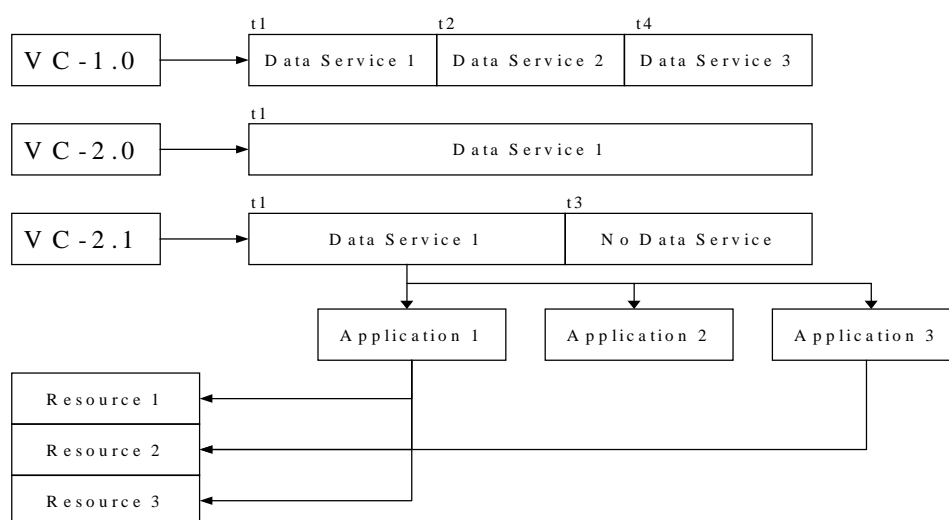 t1 t2 t4
VC-1.0 Data Service 1 Data Service 2 Data Service 3
t1
VC-2.0 Data Service 1
t1 t3
VC-2.1 Data Service 1 No Data Service
Application 1 Application 2 Application 3
Resource 1
Resource 2
Resource 3